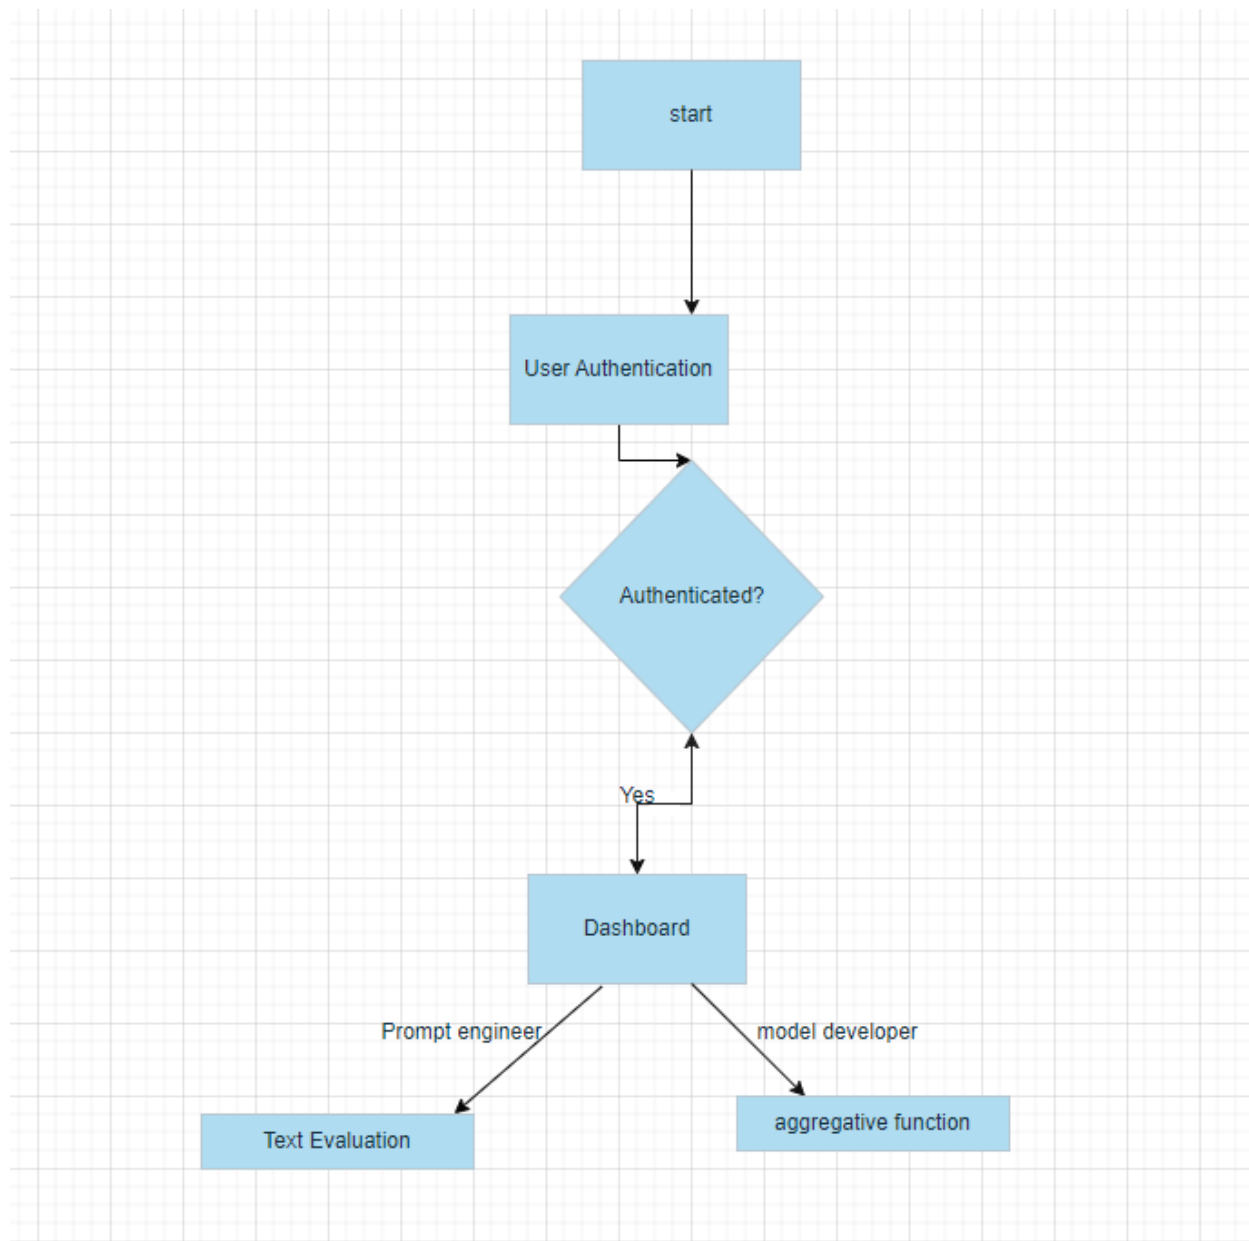 start
User Authentication
Authenticated?
Yes
Dashboard
Prompt engineer
model developer
Text Evaluation
aggregative function